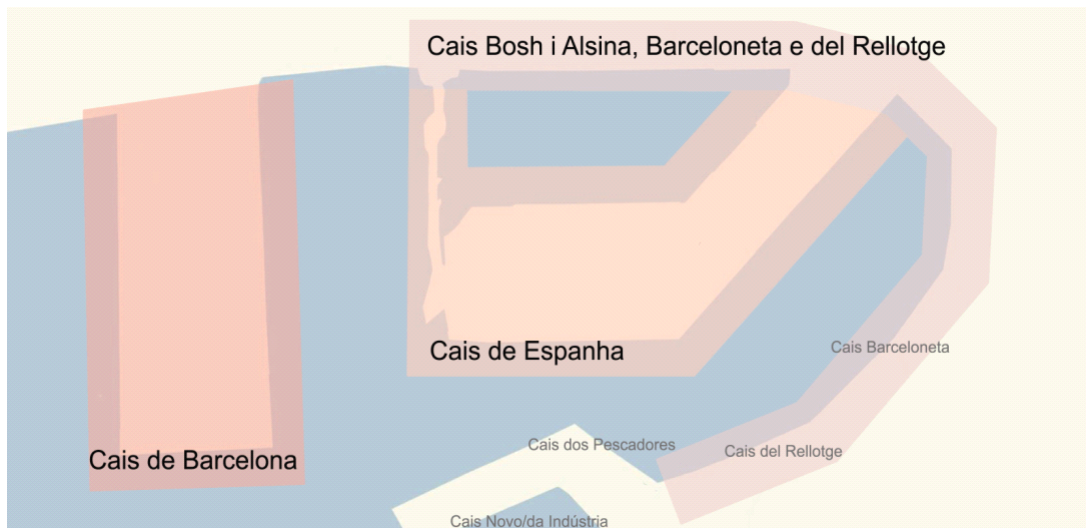 Cais Bosh i Alsina, Barceloneta e del Rellotge
Cais de Espanha
Cais Barceloneta
Cais dos Pescadores
Cais del Rellotge
Cais de Barcelona
Cais Novo/da Indústria